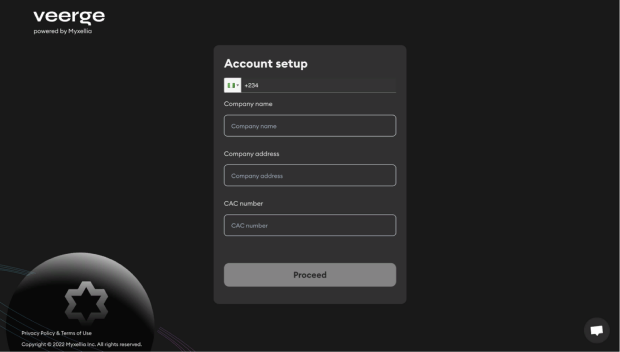 veerge
powered by Myxellia
Account setup
+234
Company name
Company name
Company address
Company address
CAC number
CAC number
Proceed
Privacy Policy & Terms of Use
Copyright © 2022 Myxellia Inc. All rights reserved.